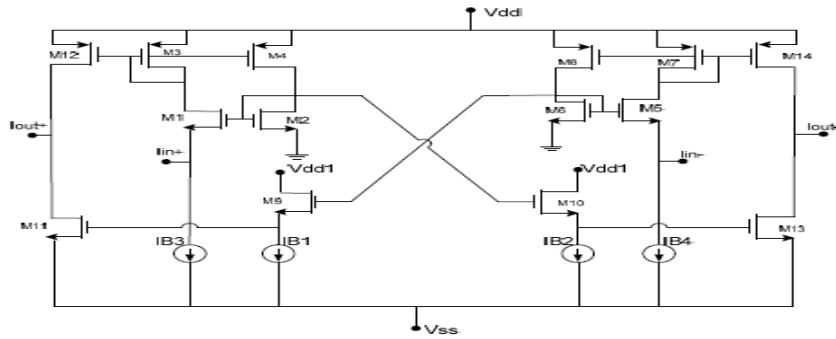 Vdd
M12
M3
M4
M8
M7
M14
M1
M2
M6
M5
Iout+
Iout-
Iin+
Iin-
Vdd1
Vdd1
M9
M10
M11
M13
IB3
IB1
IB2
IB4
Vss